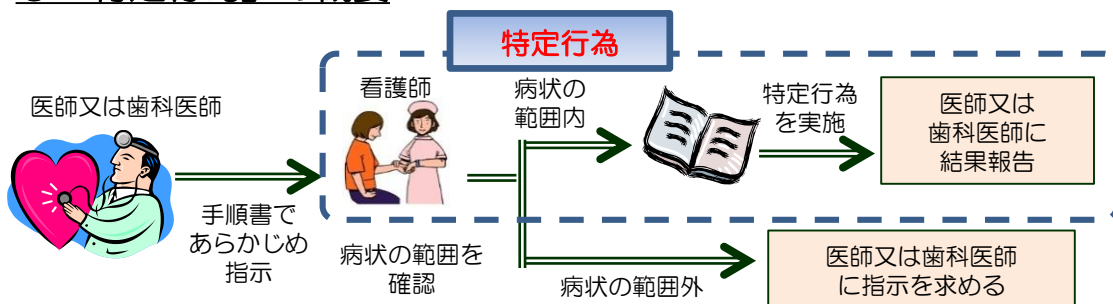 特定行為
医師又は歯科医師
看護師
病状の
範囲内
特定行為
を実施
医師又は
歯科医師に
結果報告
手順書で
あらかじめ
指示
病状の範囲を
確認
病状の範囲外
医師又は歯科医師
に指示を求める